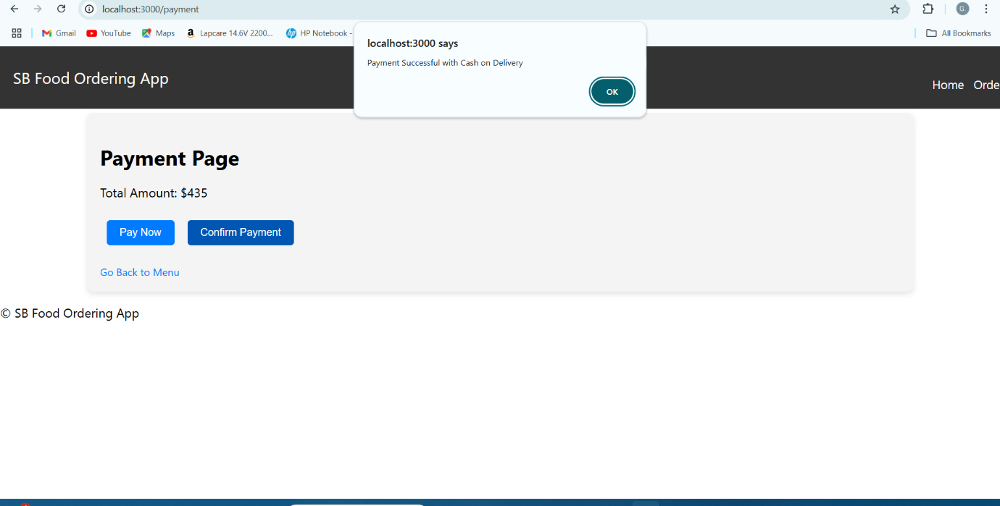 localhost:3000/payment
G.
Gmail
YouTube
Maps
Lapcare 14.6V 2200...
HP Notebook -
All Bookmarks
localhost:3000 says
Payment Successful with Cash on Delivery
OK
SB Food Ordering App
Home
Orde
Payment Page
Total Amount: $435
Pay Now
Confirm Payment
Go Back to Menu
© SB Food Ordering App